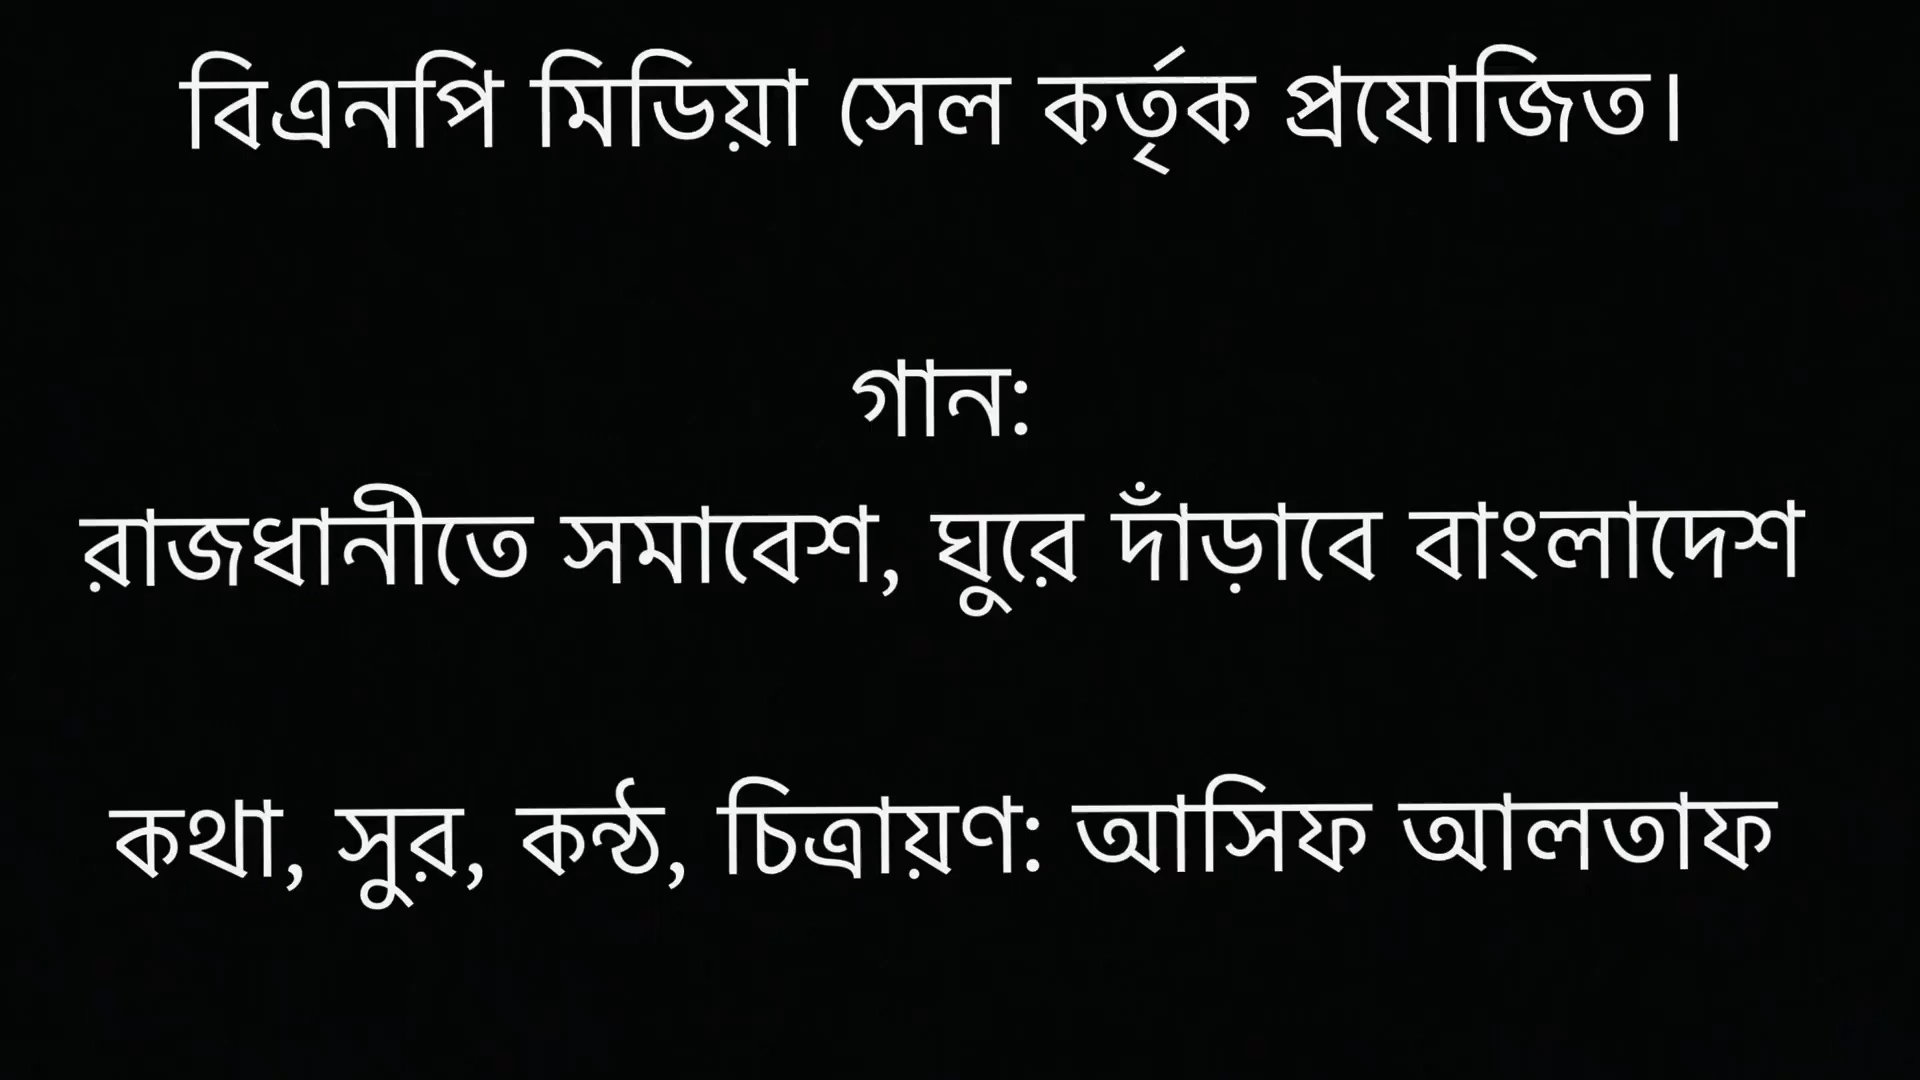 বিএনপি মিডিয়া সেল কর্তৃক প্রযোজিত।
গান:
রাজধানীতে সমাবেশ, ঘুরে দাঁড়াবে বাংলাদেশ
কথা, সুর, কন্ঠ, চিত্রায়ণ: আসিফ আলতাফ